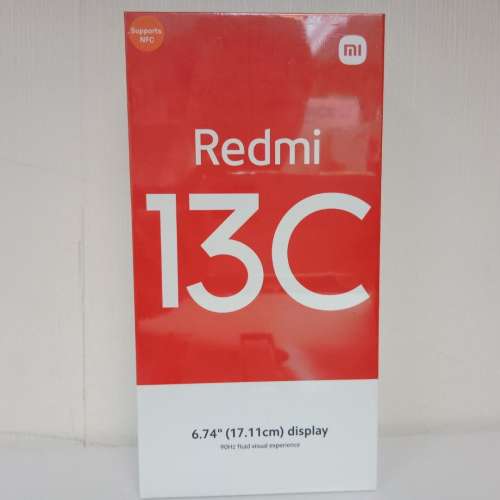 Supports
NFC
mi
Redmi
13C
6.74" (17.11cm) display
90Hz fluid visual experience